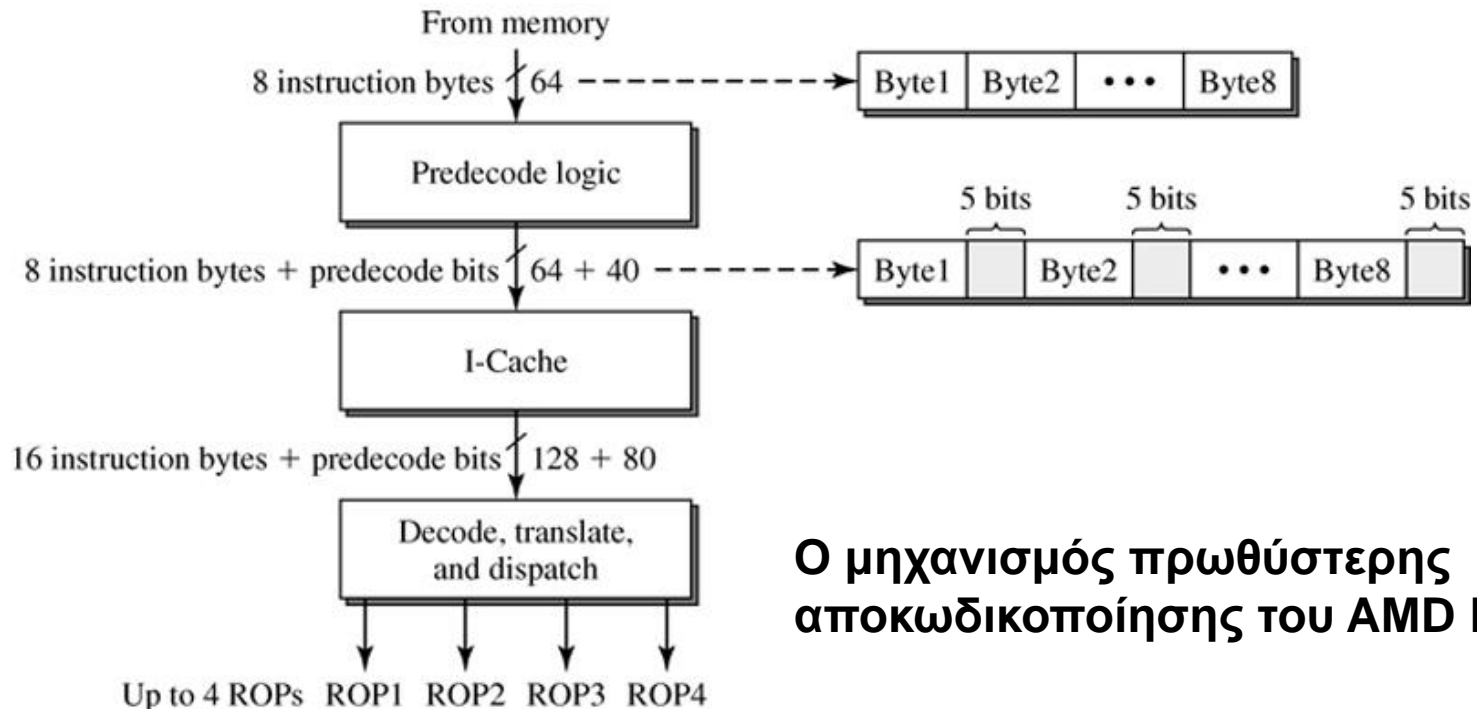 From memory
8 instruction bytes 64
Byte1 Byte2 • • • Byte8
Predecode logic
5 bits 5 bits 5 bits
8 instruction bytes + predecode bits 64 + 40
Byte1 Byte2 • • • Byte8
I-Cache
16 instruction bytes + predecode bits 128 + 80
Decode, translate,
and dispatch
Ο μηχανισμός πρωθύστερης
αποκωδικοποίησης του AMD
Up to 4 ROPs ROP1 ROP2 ROP3 ROP4